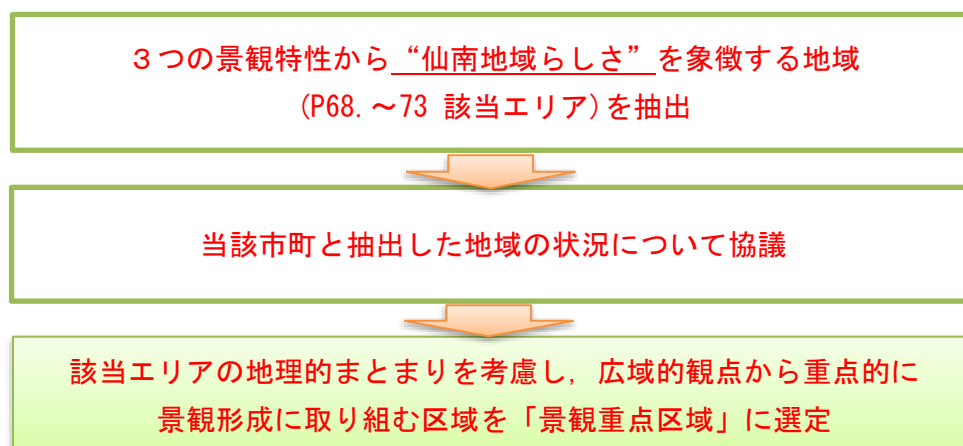 ３つの景観特性から“仙南地域らしさ”を象徴する地域
(P68.～73 該当エリア)を抽出
当該市町と抽出した地域の状況について協議
該当エリアの地理的まとまりを考慮し，広域的観点から重点的に
景観形成に取り組む区域を「景観重点区域」に選定